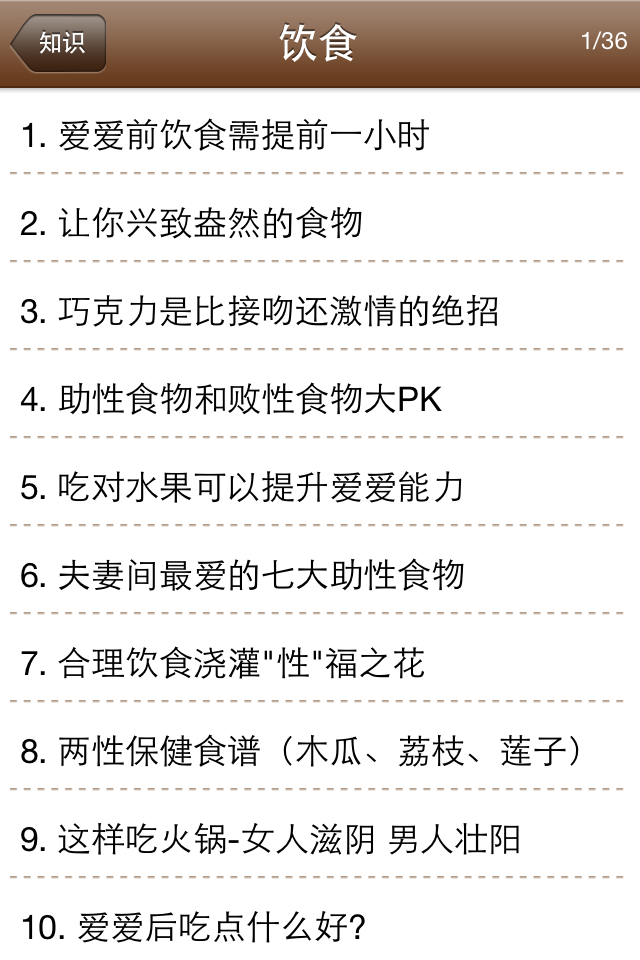 知识
饮食
1/36
1. 爱爱前饮食需提前一小时
2. 让你兴致盎然的食物
3. 巧克力是比接吻还激情的绝招
4. 助性食物和败性食物大PK
5. 吃对水果可以提升爱爱能力
6. 夫妻间最爱的七大助性食物
7. 合理饮食浇灌"性"福之花
8. 两性保健食谱（木瓜、荔枝、莲子）
9. 这样吃火锅-女人滋阴 男人壮阳
10. 爱爱后吃点什么好?